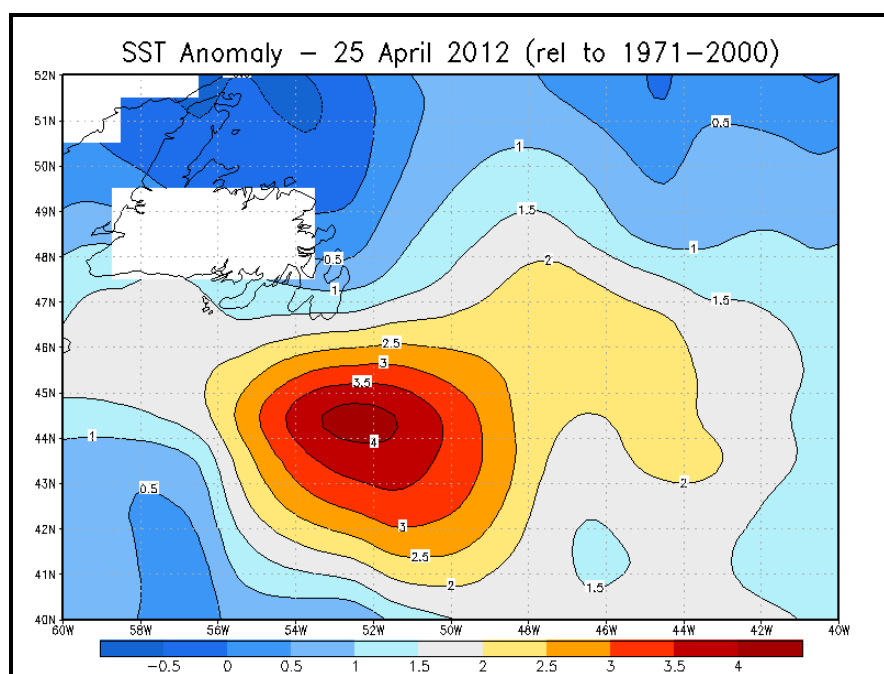 SST Anomaly – 25 April 2012 (rel to 1971–2000)
52N
51N 0.5
50N 1
49N 1.5
48N 0.5 2 1
47N 1 1.5
46N 2.5
3
45N 3.5
44N 1 4
43N 0.5 2
42N 3
41N 2.5
2 1.5
40N
60W 58W 56W 54W 52W 50W 48W 46W 44W 42W 40W
−0.5 0 0.5 1 1.5 2 2.5 3 3.5 4